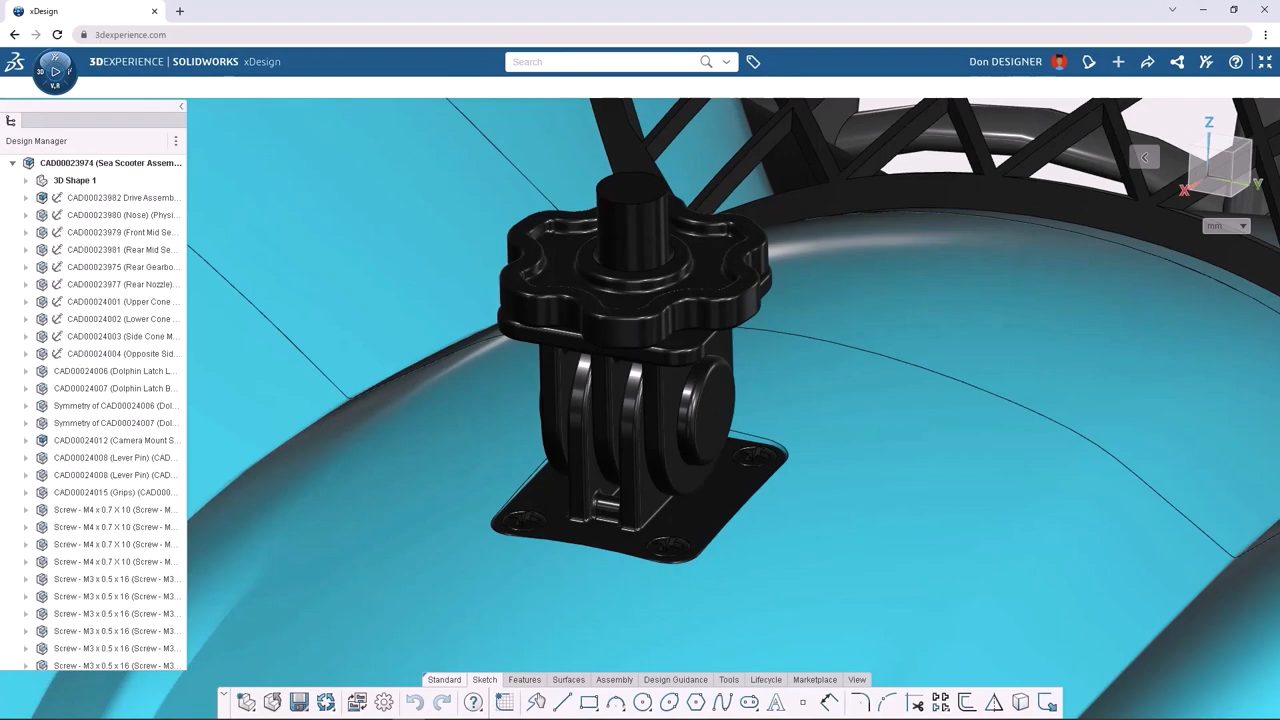 xDesign
3dexperience.com
3DEXPERIENCE | SOLIDWORKS xDesign
Search
Don DESIGNER
3D
V.R
Design Manager
CAD00023974 (Sea Scooter Assem...
3D Shape 1
CAD00023982 Drive Assemb...
CAD00023980 (Nose) (Physi...
CAD00023979 (Front Mid Se...
CAD00023981 (Rear Mid Se...
CAD00023975 (Rear Gearbo...
CAD00023977 (Rear Nozzle)...
CAD00024001 (Upper Cone ...
CAD00024002 (Lower Cone ...
CAD00024003 (Side Cone M...
CAD00024004 (Opposite Sid...
CAD00024006 (Dolphin Latch L...
CAD00024007 (Dolphin Latch B...
Symmetry of CAD00024006 (Dol...
Symmetry of CAD00024007 (Dol...
CAD00024012 (Camera Mount S...
CAD00024008 (Lever Pin) (CAD...
CAD00024008 (Lever Pin) (CAD...
CAD00024015 (Grips) (CAD000...
Screw - M4 x 0.7 X 10 (Screw - M...
Screw - M4 x 0.7 X 10 (Screw - M...
Screw - M4 x 0.7 X 10 (Screw - M...
Screw - M4 x 0.7 X 10 (Screw - M...
Screw - M3 x 0.5 x 16 (Screw - M3...
Screw - M3 x 0.5 x 16 (Screw - M3...
Screw - M3 x 0.5 x 16 (Screw - M3...
Screw - M3 x 0.5 x 16 (Screw - M3...
Screw - M3 x 0.5 x 16 (Screw - M3...
Screw - M3 x 0.5 x 16 (Screw - M3...
Z
X
Y
mm
Standard Sketch Features Surfaces Assembly Design Guidance Tools Lifecycle Marketplace View